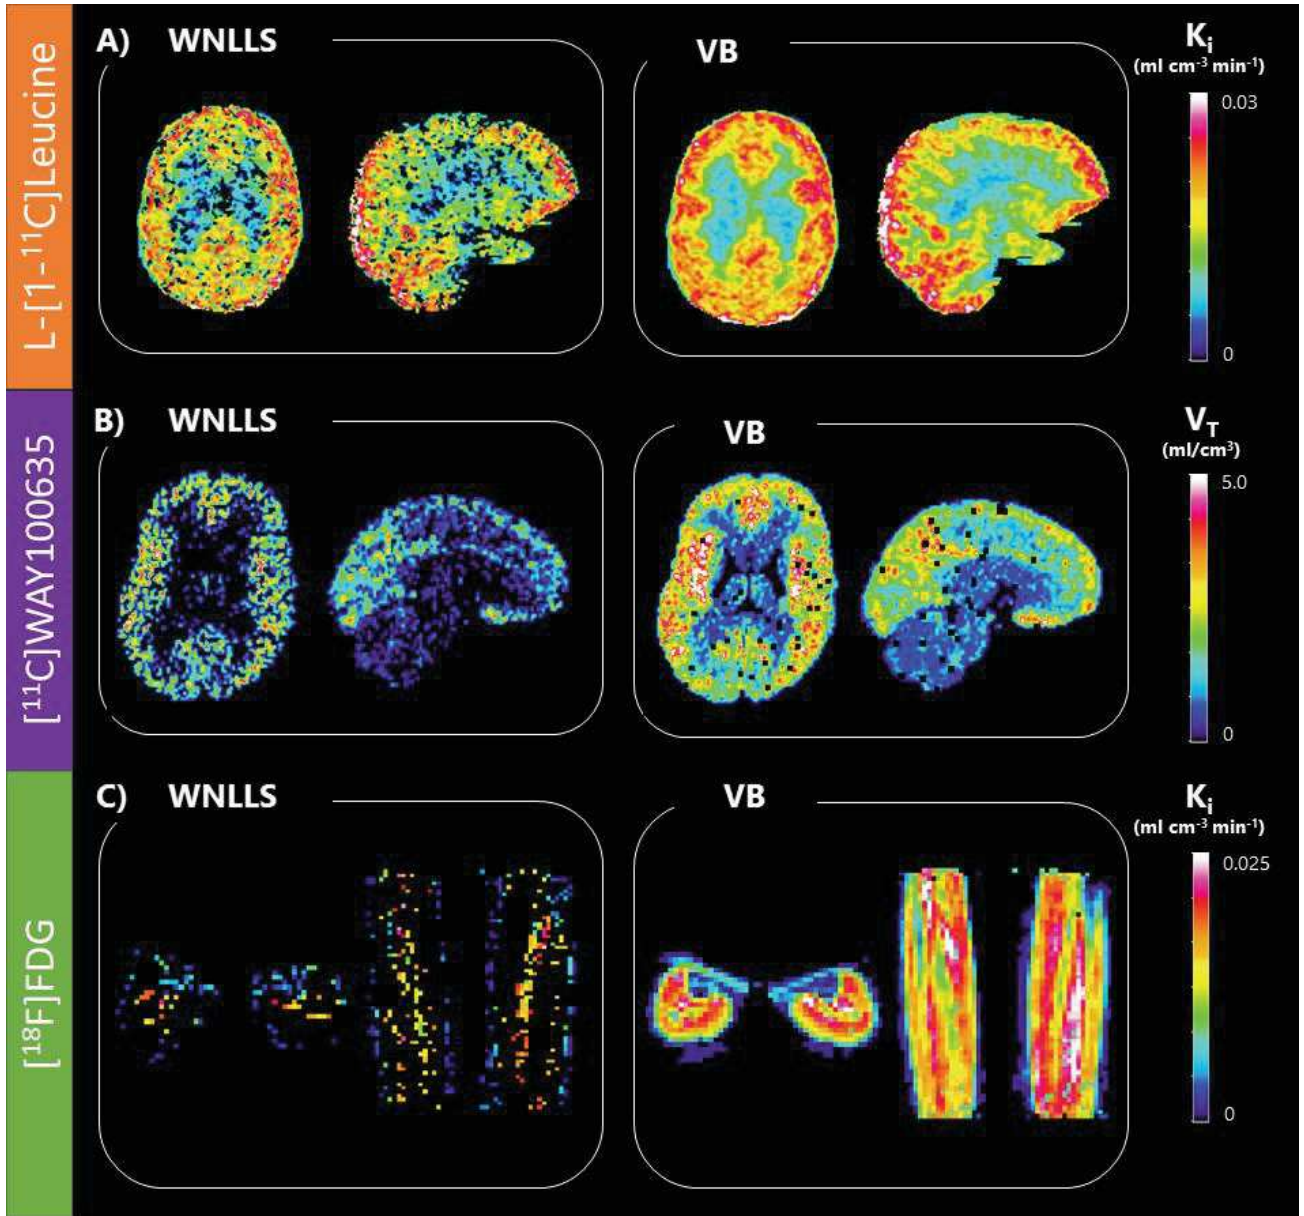 L-[1-¹¹C]Leucine
A)
WNLLS
VB
Kᵢ
(ml cm⁻³ min⁻¹)
0.03
0
[¹¹C]WAY100635
B)
WNLLS
VB
V_T
(ml/cm³)
5.0
0
[¹⁸F]FDG
C)
WNLLS
VB
Kᵢ
(ml cm⁻³ min⁻¹)
0.025
0